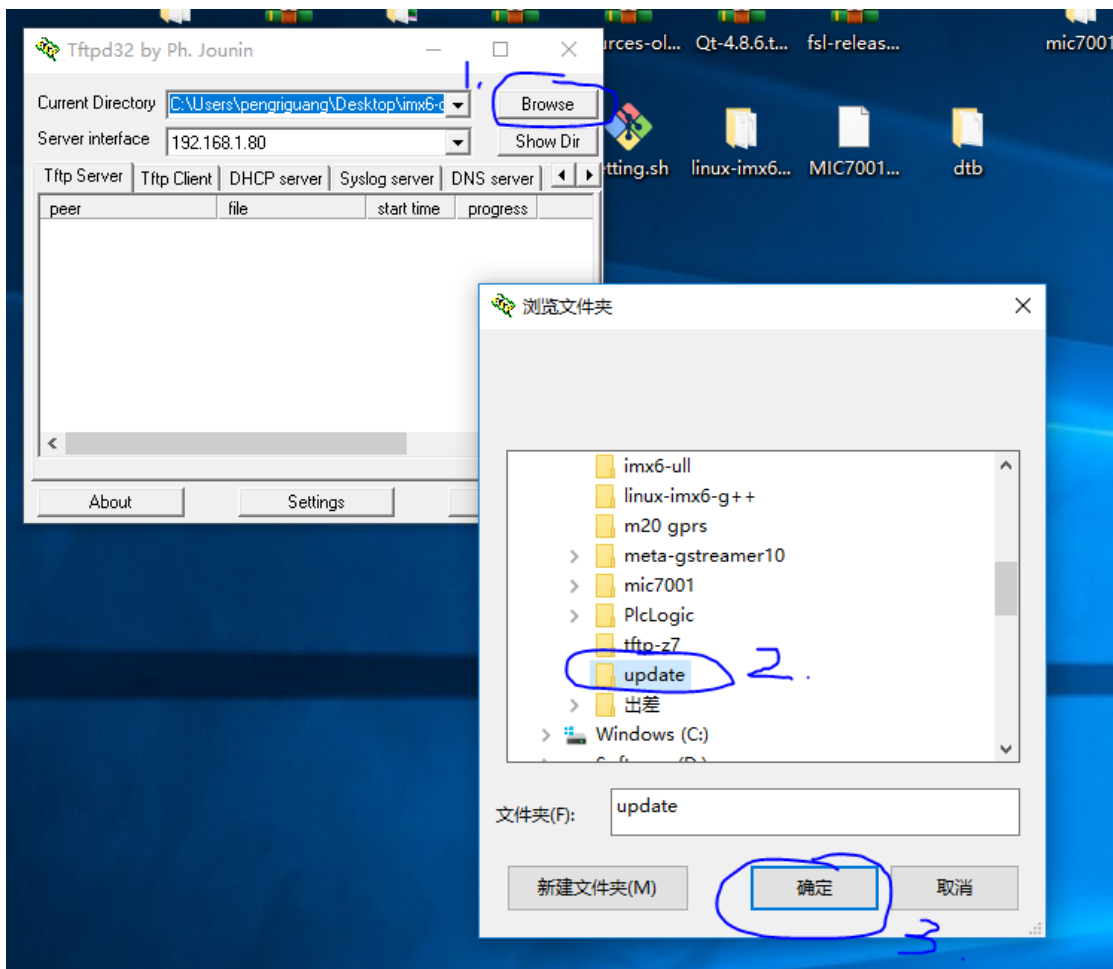 urces-ol...
Qt-4.8.6.t...
fsl-releas...
mic7001
Tftpd32 by Ph. Jounin
1.
Current Directory
C:\Users\pengriguang\Desktop\imx6-
Browse
Server interface
192.168.1.80
Show Dir
etting.sh
linux-imx6...
MIC7001...
dtb
Tftp Server
Tftp Client
DHCP server
Syslog server
DNS server
peer
file
start time
progress
About
Settings
浏览文件夹
imx6-ull
linux-imx6-g++
m20 gprs
meta-gstreamer10
mic7001
PlcLogic
tftp-z7
update
2.
出差
Windows (C:)
文件夹(F):
update
新建文件夹(M)
确定
取消
3.